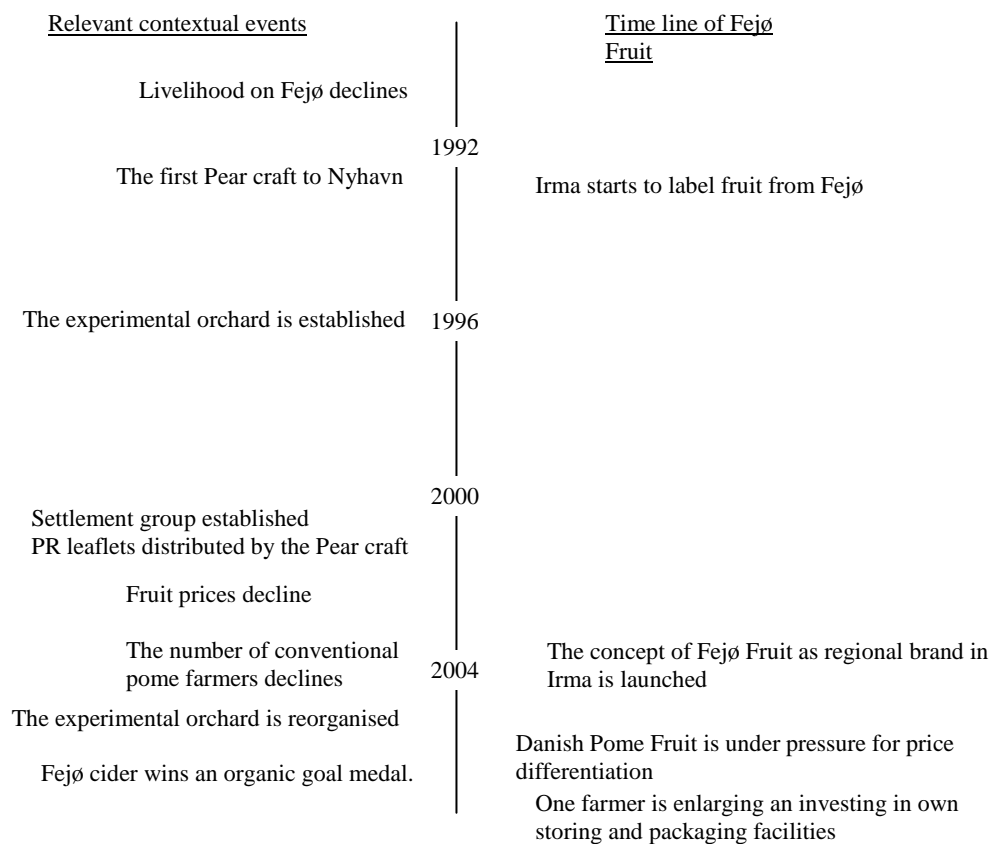 Relevant contextual events
Time line of Fejø
Fruit
Livelihood on Fejø declines
1992
The first Pear craft to Nyhavn
Irma starts to label fruit from Fejø
The experimental orchard is established
1996
2000
Settlement group established
PR leaflets distributed by the Pear craft
Fruit prices decline
The number of conventional
pome farmers declines
2004
The concept of Fejø Fruit as regional brand in
Irma is launched
The experimental orchard is reorganised
Danish Pome Fruit is under pressure for price
differentiation
Fejø cider wins an organic goal medal.
One farmer is enlarging an investing in own
storing and packaging facilities